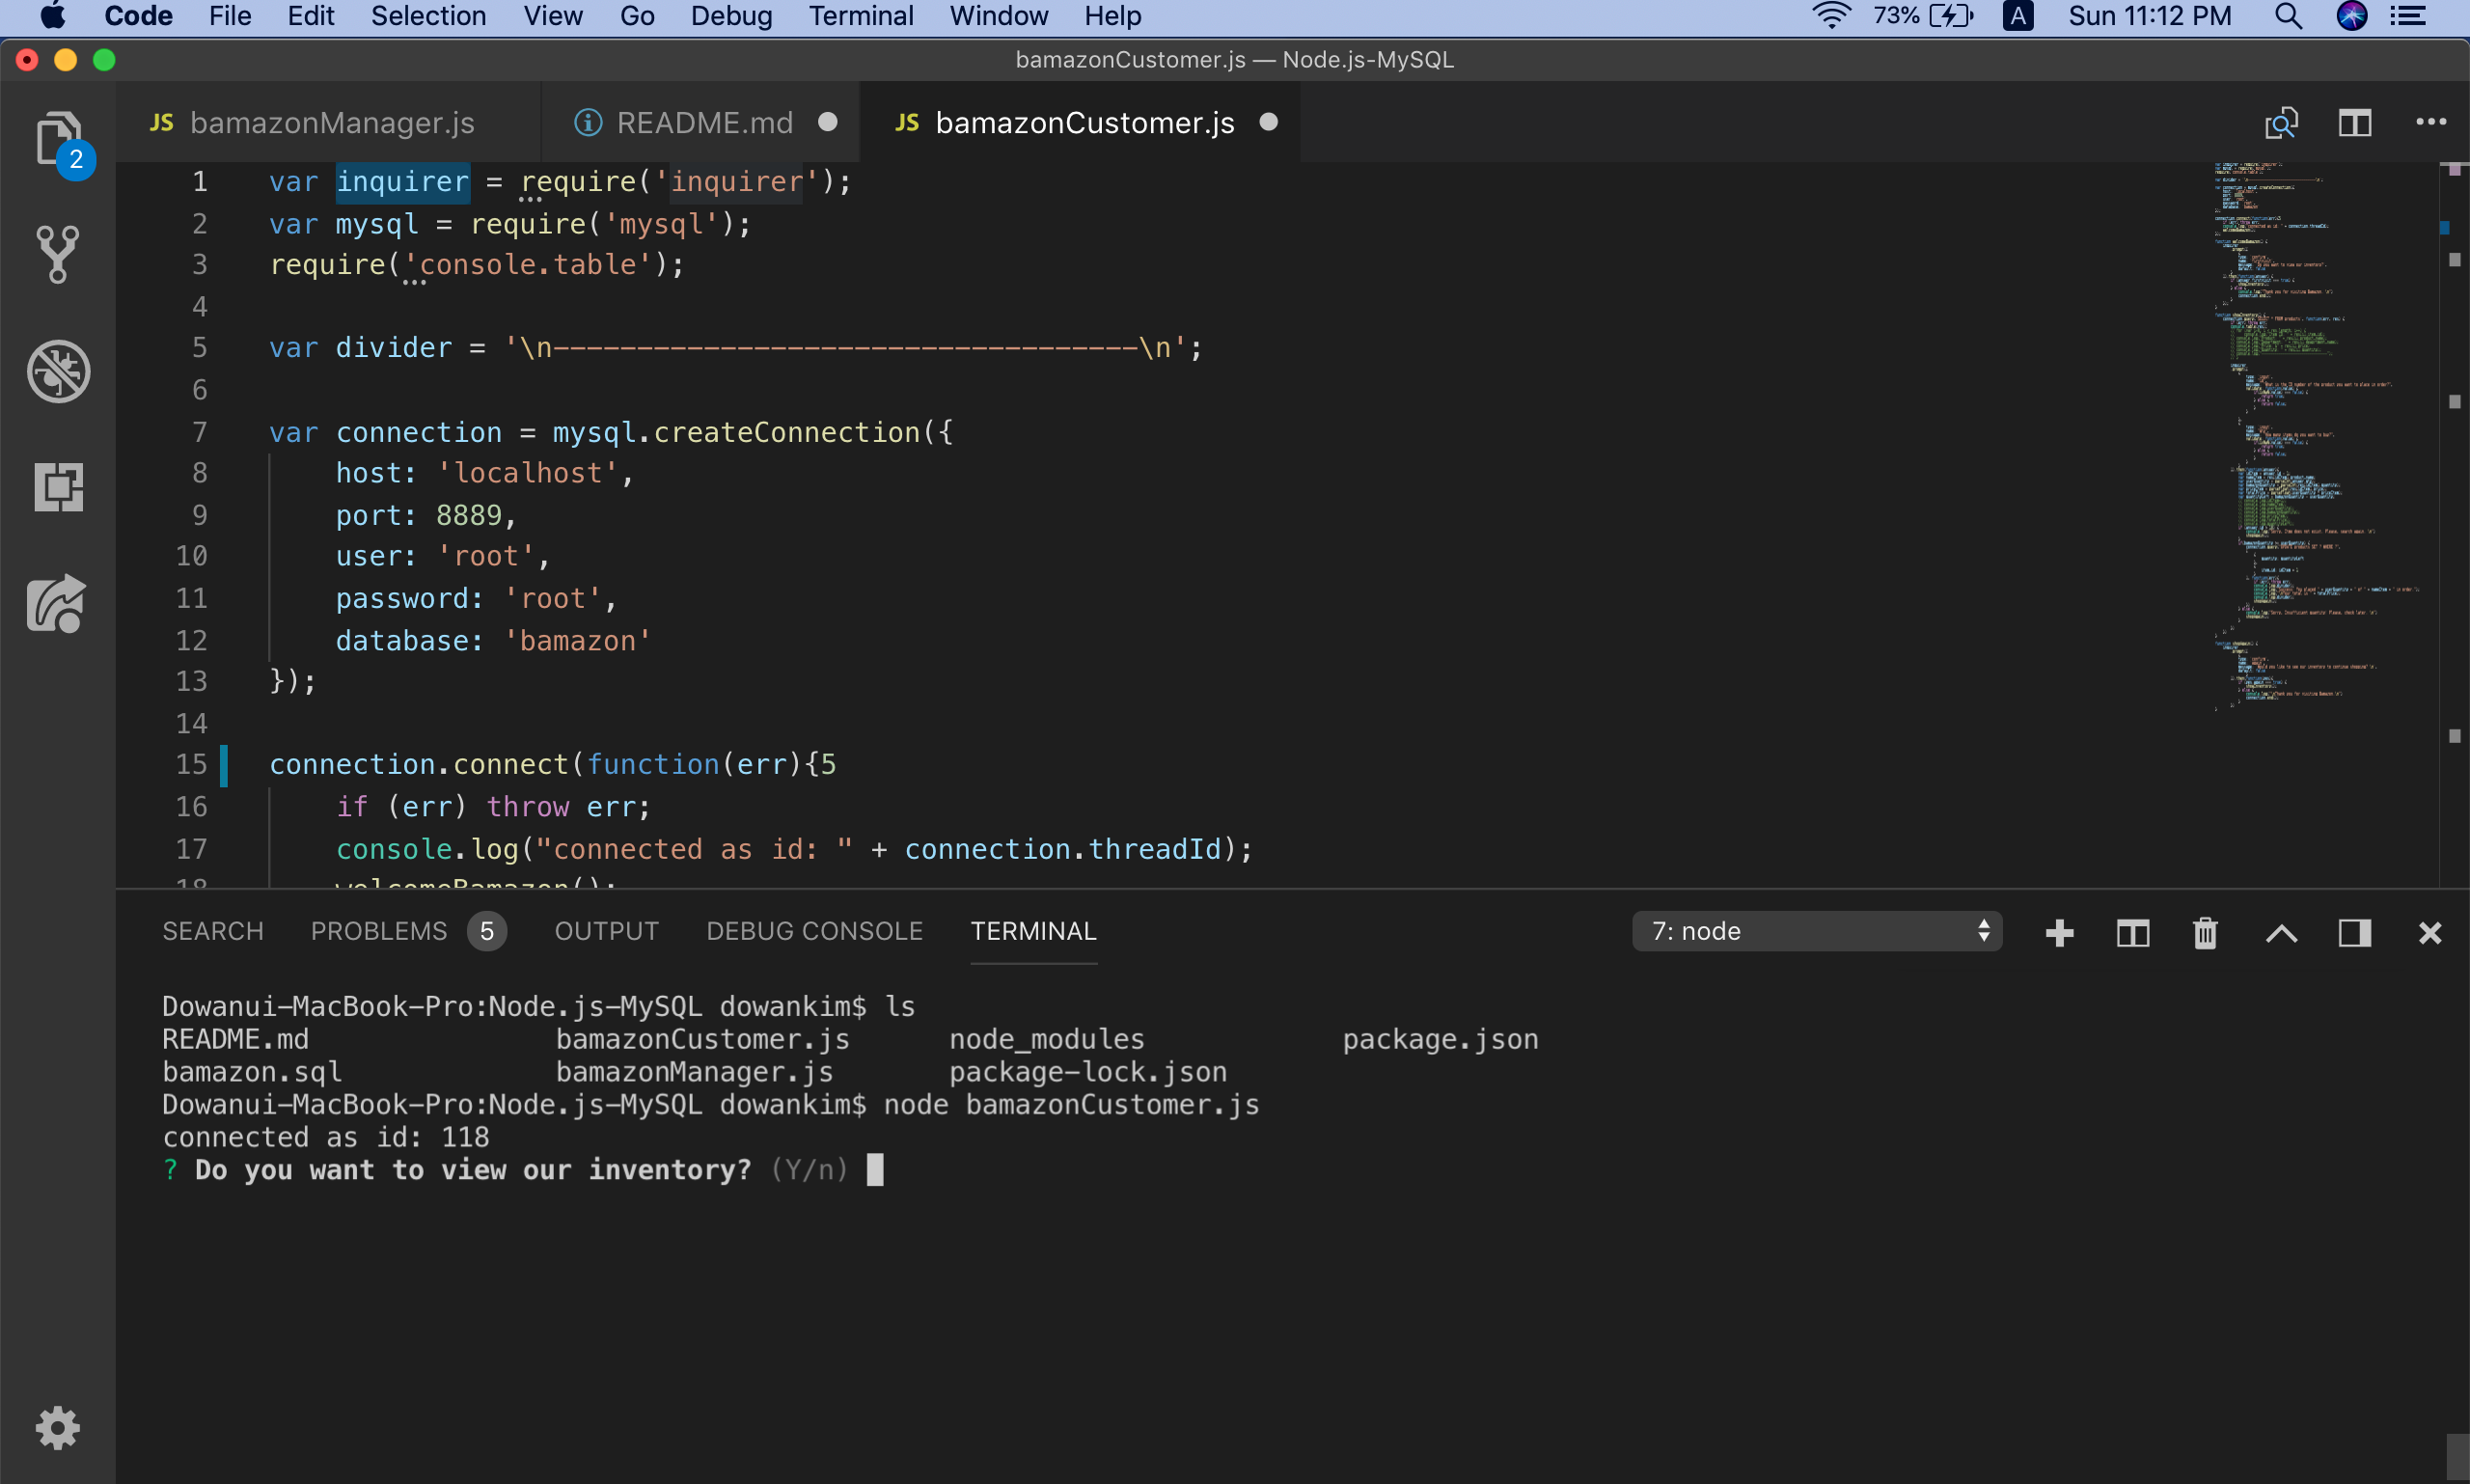 Code File Edit Selection View Go Debug Terminal Window Help 73% A Sun 11:12 PM
bamazonCustomer.js — Node.js-MySQL
JS bamazonManager.js README.md JS bamazonCustomer.js
2
1 var inquirer = require('inquirer');
2 var mysql = require('mysql');
3 require('console.table');
4
5 var divider = '\n-----------------------------------\n';
6
7 var connection = mysql.createConnection({
8 host: 'localhost',
9 port: 8889,
10 user: 'root',
11 password: 'root',
12 database: 'bamazon'
13 });
14
15 connection.connect(function(err){5
16 if (err) throw err;
17 console.log("connected as id: " + connection.threadId);
18 welcomeBamazon();
SEARCH PROBLEMS 5 OUTPUT DEBUG CONSOLE TERMINAL 7: node
Dowanui-MacBook-Pro:Node.js-MySQL dowankim$ ls
README.md bamazonCustomer.js node_modules package.json
bamazon.sql bamazonManager.js package-lock.json
Dowanui-MacBook-Pro:Node.js-MySQL dowankim$ node bamazonCustomer.js
connected as id: 118
? Do you want to view our inventory? (Y/n)